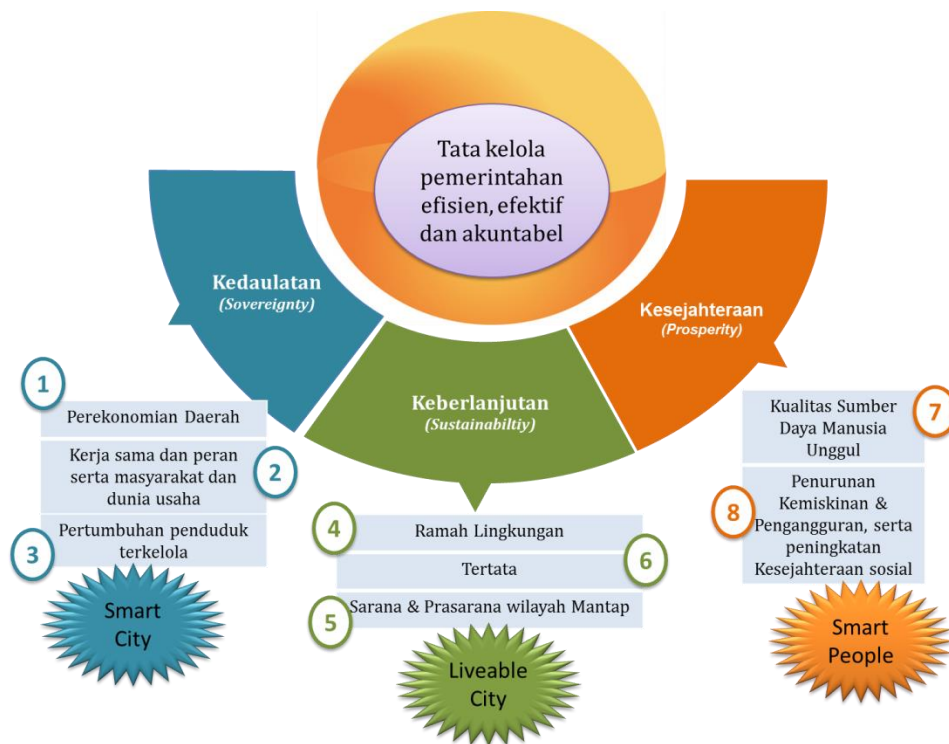 Tata kelola
pemerintahan
efisien, efektif
dan akuntabel
Kedaulatan
(Sovereignty)
Keberlanjutan
(Sustainabiltiy)
Kesejahteraan
(Prosperity)
1
Perekonomian Daerah
Kerja sama dan peran
serta masyarakat dan
dunia usaha
2
3
Pertumbuhan penduduk
terkelola
Smart
City
4
Ramah Lingkungan
6
Tertata
5
Sarana & Prasarana wilayah Mantap
Liveable
City
7
Kualitas Sumber
Daya Manusia
Unggul
8
Penurunan
Kemiskinan &
Pengangguran, serta
peningkatan
Kesejahteraan sosial
Smart
People